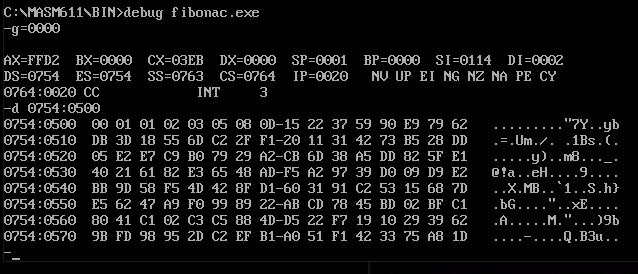 C:\MASM611\BIN>debug fibonac.exe
-g=0000
AX=FFD2  BX=0000  CX=03EB  DX=0000  SP=0001  BP=0000  SI=0114  DI=0002
DS=0754  ES=0754  SS=0763  CS=0764  IP=0020   NV UP EI NG NZ NA PE CY
0764:0020 CC            INT     3
-d 0754:0500
0754:0500  00 01 01 02 03 05 08 0D-15 22 37 59 90 E9 79 62   ........."7Y..yb
0754:0510  DB 3D 18 55 6D C2 2F F1-20 11 31 42 73 B5 28 DD   .=.Um./. .1Bs.(.
0754:0520  05 E2 E7 C9 B0 79 29 A2-CB 6D 38 A5 DD 82 5F E1   .....y)..m8..._.
0754:0530  40 21 61 82 E3 65 48 AD-F5 A2 97 39 D0 09 D9 E2   @!a..eH....9....
0754:0540  BB 9D 58 F5 4D 42 8F D1-60 31 91 C2 53 15 68 7D   ..X.MB..`1..S.h}
0754:0550  E5 62 47 A9 F0 99 89 22-AB CD 78 45 BD 02 BF C1   .bG...."..xE....
0754:0560  80 41 C1 02 C3 C5 88 4D-D5 22 F7 19 10 29 39 62   .A.....M."...)9b
0754:0570  9B FD 98 95 2D C2 EF B1-A0 51 F1 42 33 75 A8 1D   ....-....Q.B3u..
-_